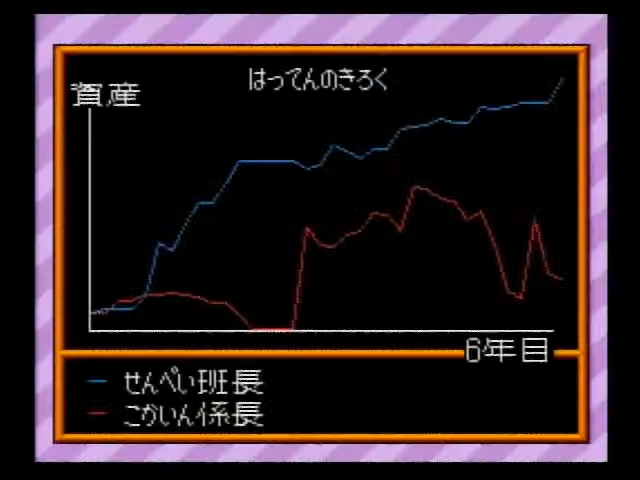 はってんのきろく
資産
6年目
せんぺい班長
こかいん係長